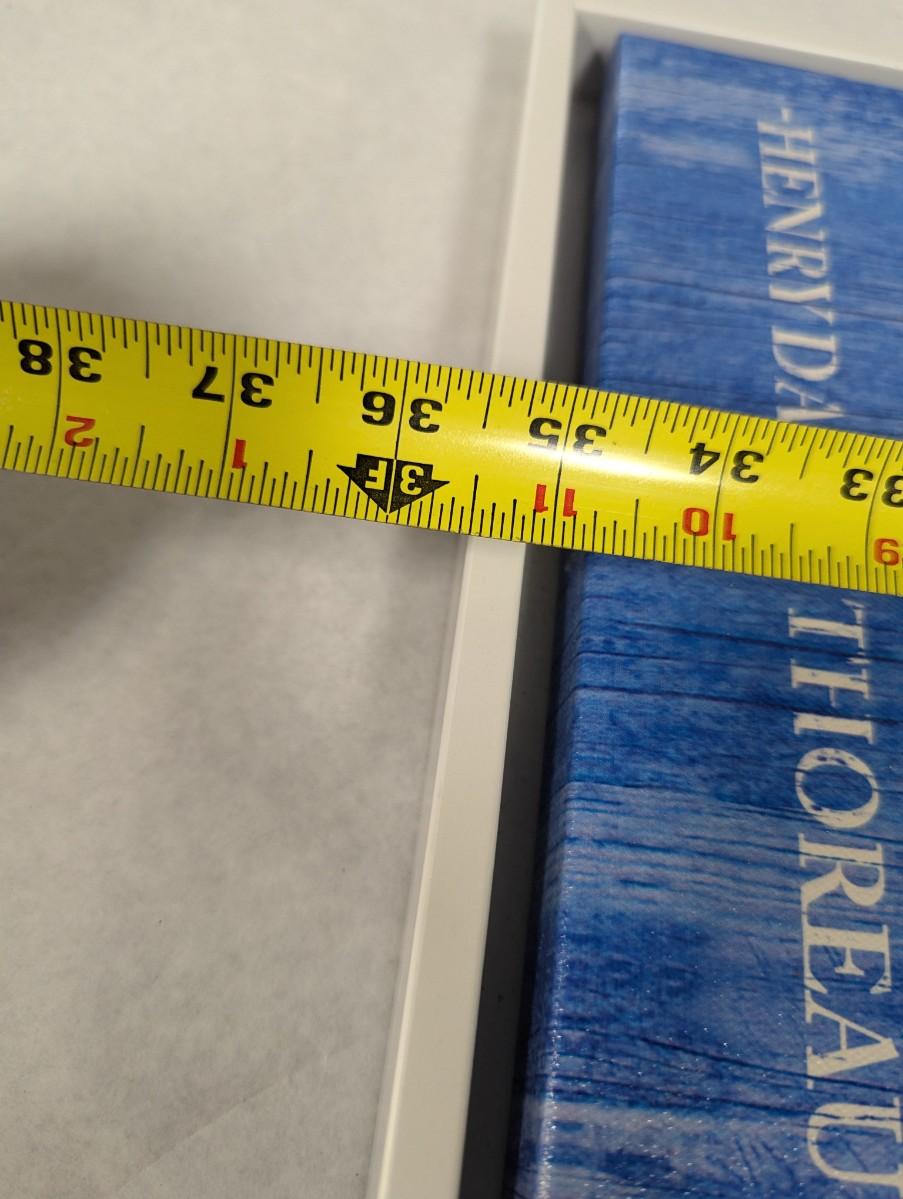 -HENRY DA
THOREAU
9 10 11 3F 1 2
33 34 35 36 37 38